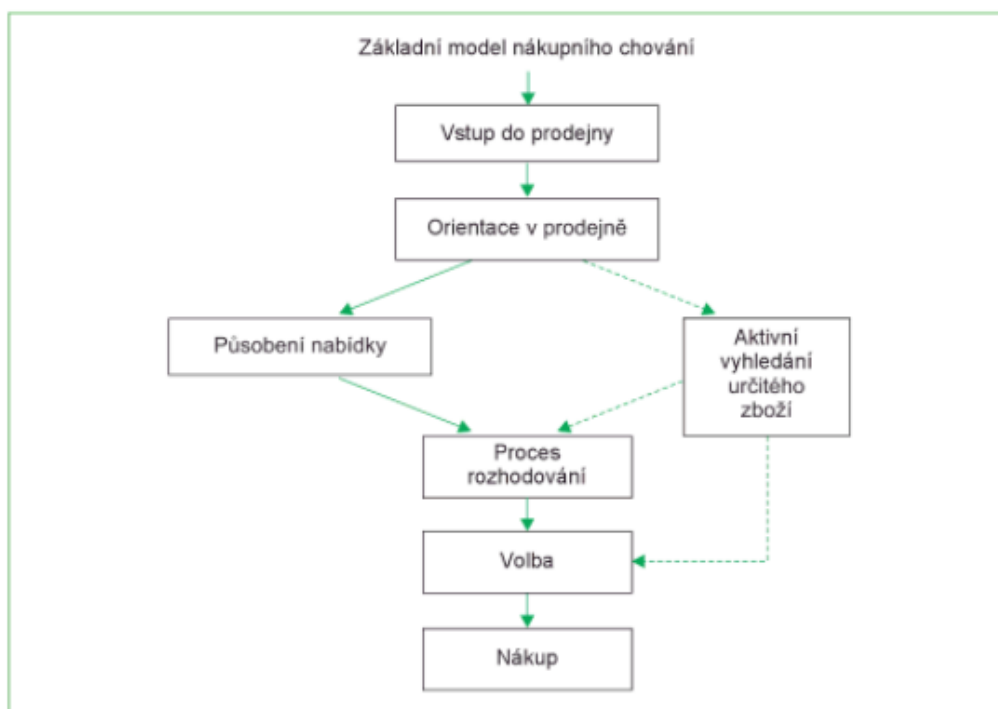 Základní model nákupního chování
Vstup do prodejny
Orientace v prodejně
Působení nabídky
Aktivní
vyhledání
určitého
zboží
Proces
rozhodování
Volba
Nákup